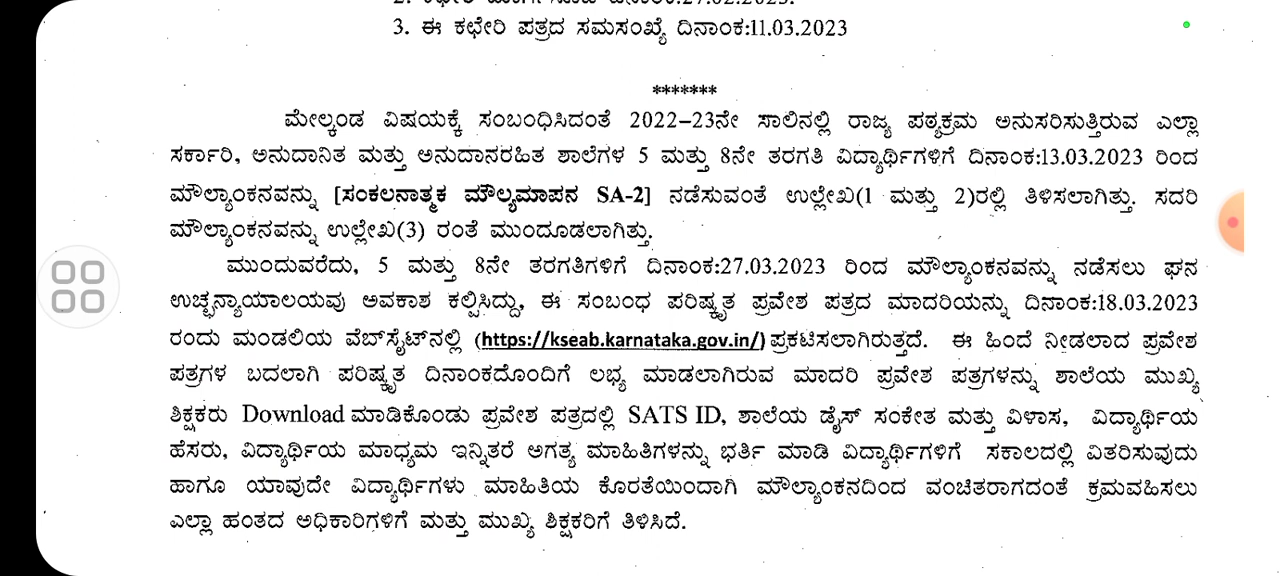 3. ಈ ಕಛೇರಿ ಪತ್ರದ ಸಮಸಂಖ್ಯೆ ದಿನಾಂಕ:11.03.2023
*******
ಮೇಲ್ಕಂಡ ವಿಷಯಕ್ಕೆ ಸಂಬಂಧಿಸಿದಂತೆ 2022–23ನೇ ಸಾಲಿನಲ್ಲಿ ರಾಜ್ಯ ಪಠ್ಯಕ್ರಮ ಅನುಸರಿಸುತ್ತಿರುವ ಎಲ್ಲಾ
ಸರ್ಕಾರಿ, ಅನುದಾನಿತ ಮತ್ತು ಅನುದಾನರಹಿತ ಶಾಲೆಗಳ 5 ಮತ್ತು 8ನೇ ತರಗತಿ ವಿದ್ಯಾರ್ಥಿಗಳಿಗೆ ದಿನಾಂಕ:13.03.2023 ರಿಂದ
ಮೌಲ್ಯಾಂಕನವನ್ನು [ಸಂಕಲನಾತ್ಮಕ ಮೌಲ್ಯಮಾಪನ SA-2] ನಡೆಸುವಂತೆ ಉಲ್ಲೇಖ(1 ಮತ್ತು 2)ರಲ್ಲಿ ತಿಳಿಸಲಾಗಿತ್ತು. ಸದರಿ
ಮೌಲ್ಯಾಂಕನವನ್ನು ಉಲ್ಲೇಖ(3) ರಂತೆ ಮುಂದೂಡಲಾಗಿತ್ತು.
ಮುಂದುವರೆದು, 5 ಮತ್ತು 8ನೇ ತರಗತಿಗಳಿಗೆ ದಿನಾಂಕ:27.03.2023 ರಿಂದ ಮೌಲ್ಯಾಂಕನವನ್ನು ನಡೆಸಲು ಘನ
ಉಚ್ಛನ್ಯಾಯಾಲಯವು ಅವಕಾಶ ಕಲ್ಪಿಸಿದ್ದು, ಈ ಸಂಬಂಧ ಪರಿಷ್ಕೃತ ಪ್ರವೇಶ ಪತ್ರದ ಮಾದರಿಯನ್ನು ದಿನಾಂಕ:18.03.2023
ರಂದು ಮಂಡಲಿಯ ವೆಬ್‌ಸೈಟ್‌ನಲ್ಲಿ (https://kseab.karnataka.gov.in/) ಪ್ರಕಟಿಸಲಾಗಿರುತ್ತದೆ. ಈ ಹಿಂದೆ ನೀಡಲಾದ ಪ್ರವೇಶ
ಪತ್ರಗಳ ಬದಲಾಗಿ ಪರಿಷ್ಕೃತ ದಿನಾಂಕದೊಂದಿಗೆ ಲಭ್ಯ ಮಾಡಲಾಗಿರುವ ಮಾದರಿ ಪ್ರವೇಶ ಪತ್ರಗಳನ್ನು ಶಾಲೆಯ ಮುಖ್ಯ
ಶಿಕ್ಷಕರು Download ಮಾಡಿಕೊಂಡು ಪ್ರವೇಶ ಪತ್ರದಲ್ಲಿ SATS ID, ಶಾಲೆಯ ಡೈಸ್ ಸಂಕೇತ ಮತ್ತು ವಿಳಾಸ, ವಿದ್ಯಾರ್ಥಿಯ
ಹೆಸರು, ವಿದ್ಯಾರ್ಥಿಯ ಮಾಧ್ಯಮ ಇನ್ನಿತರೆ ಅಗತ್ಯ ಮಾಹಿತಿಗಳನ್ನು ಭರ್ತಿ ಮಾಡಿ ವಿದ್ಯಾರ್ಥಿಗಳಿಗೆ ಸಕಾಲದಲ್ಲಿ ವಿತರಿಸುವುದು
ಹಾಗೂ ಯಾವುದೇ ವಿದ್ಯಾರ್ಥಿಗಳು ಮಾಹಿತಿಯ ಕೊರತೆಯಿಂದಾಗಿ ಮೌಲ್ಯಾಂಕನದಿಂದ ವಂಚಿತರಾಗದಂತೆ ಕ್ರಮವಹಿಸಲು
ಎಲ್ಲಾ ಹಂತದ ಅಧಿಕಾರಿಗಳಿಗೆ ಮತ್ತು ಮುಖ್ಯ ಶಿಕ್ಷಕರಿಗೆ ತಿಳಿಸಿದೆ.